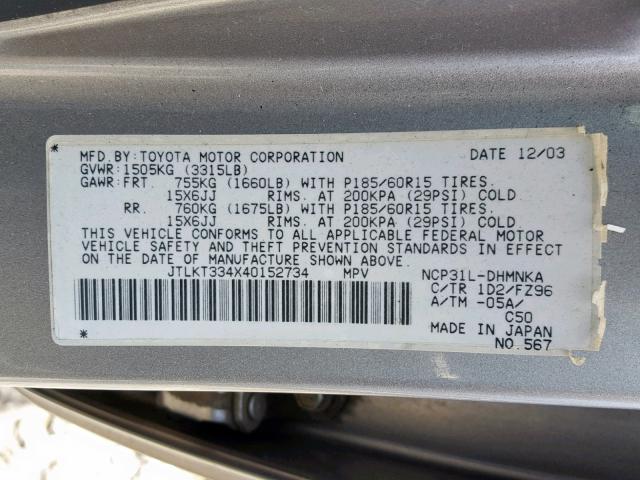 * MFD. BY: TOYOTA MOTOR CORPORATION DATE 12/03
GVWR: 1505KG (3315LB)
GAWR: FRT. 755KG (1660LB) WITH P185/60R15 TIRES.
15X6JJ RIMS. AT 200KPA (29PSI) COLD
RR. 760KG (1675LB) WITH P185/60R15 TIRES.
15X6JJ RIMS. AT 200KPA (29PSI) COLD
THIS VEHICLE CONFORMS TO ALL APPLICABLE FEDERAL MOTOR
VEHICLE SAFETY AND THEFT PREVENTION STANDARDS IN EFFECT
ON THE DATE OF MANUFACTURE SHOWN ABOVE.
JTLKT334X40152734 MPV NCP31L-DHMNKA
C/TR 1D2/FZ96
A/TM -05A/
C50
* MADE IN JAPAN
NO. 567